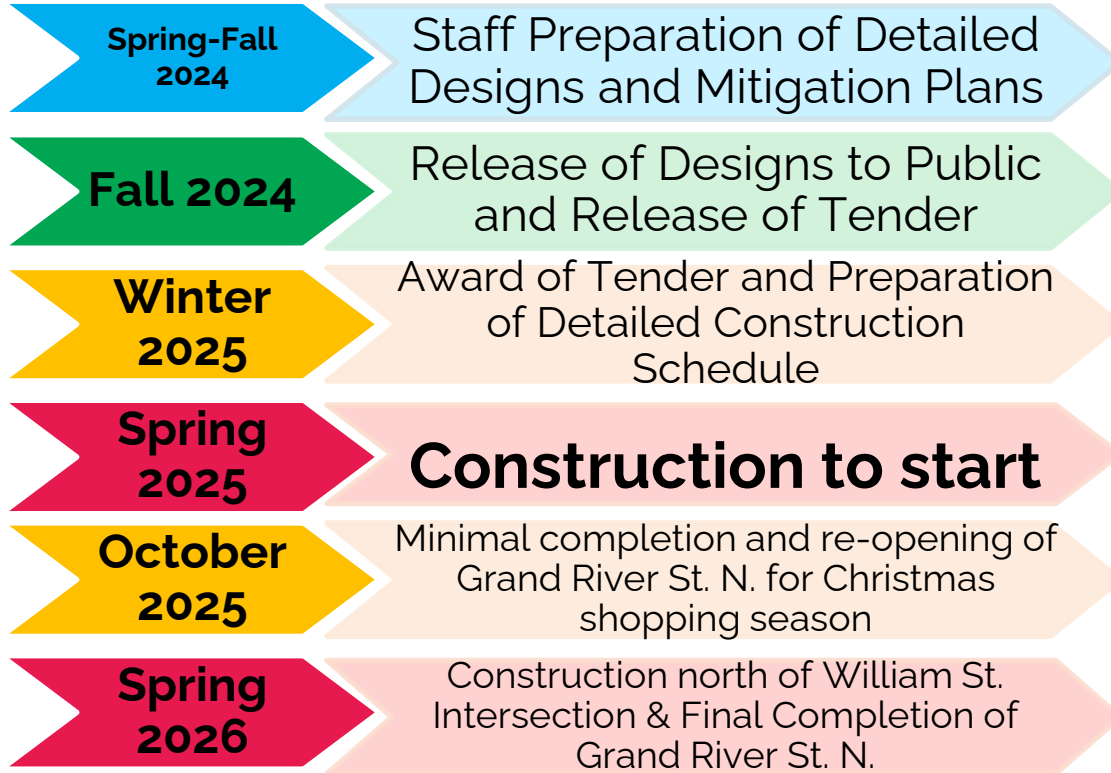 Spring-Fall
2024
Staff Preparation of Detailed
Designs and Mitigation Plans
Fall 2024
Release of Designs to Public
and Release of Tender
Winter
2025
Award of Tender and Preparation
of Detailed Construction
Schedule
Spring
2025
Construction to start
October
2025
Minimal completion and re-opening of
Grand River St. N. for Christmas
shopping season
Spring
2026
Construction north of William St.
Intersection & Final Completion of
Grand River St. N.